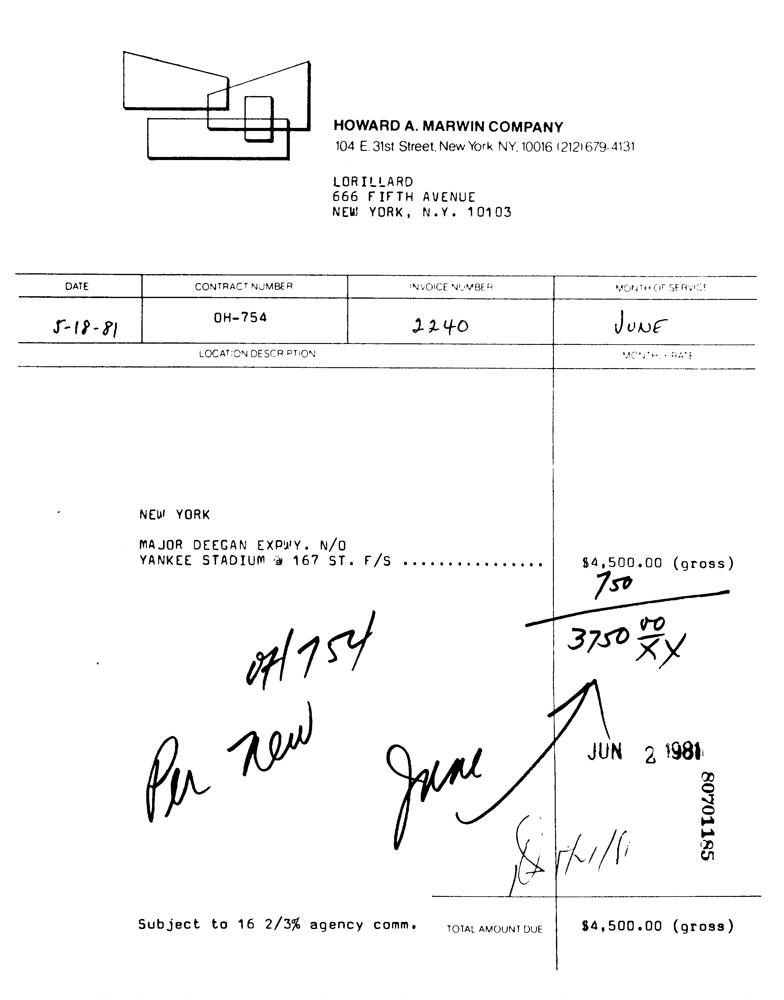 HOWARD A. MARWIN COMPANY
104 E. 31st Street, New York NY, 10016 (212) 679-4131
LORILLARD
666 FIFTH AVENUE
NEW YORK, N.Y. 10103
DATE CONTRACT NUMBER INVOICE NUMBER MONTH OF SERVICE
5-18-81 OH-754 2240 JUNE
LOCATION DESCRIPTION MONTHLY RATE
NEW YORK
MAJOR DEEGAN EXPWY. N/O
YANKEE STADIUM @ 167 ST. F/S ................ $4,500.00 (gross)
750
3750 00/XX
OH 754
Per New June
JUN 2 1981
80701185
Subject to 16 2/3% agency comm. TOTAL AMOUNT DUE $4,500.00 (gross)